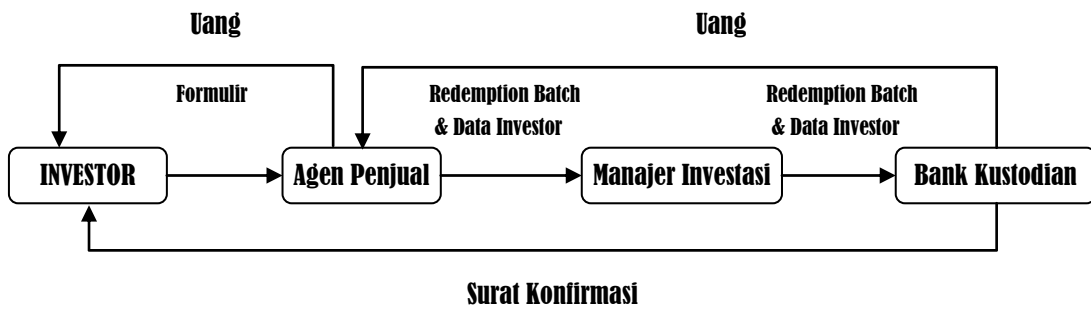 Uang
Uang
Formulir
Redemption Batch
& Data Investor
Redemption Batch
& Data Investor
INVESTOR
Agen Penjual
Manajer Investasi
Bank Kustodian
Surat Konfirmasi